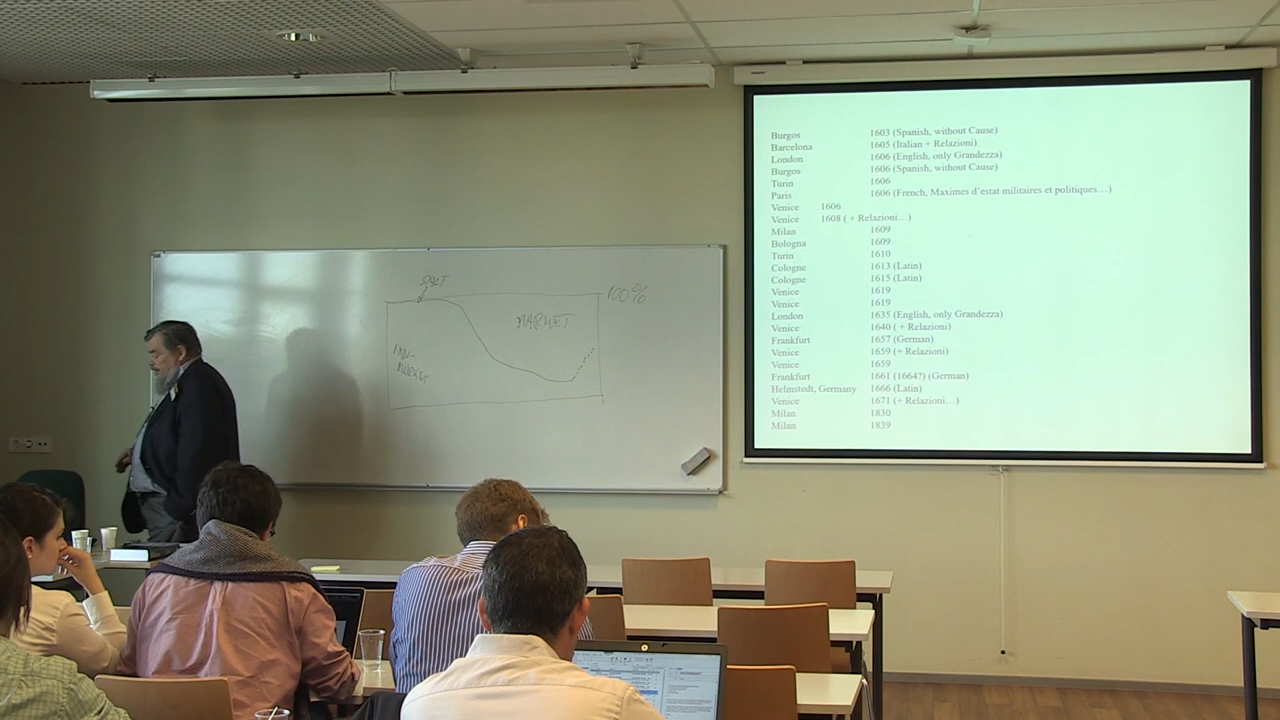 SALT
100%
MARKET
Burgos 1603 (Spanish, without Cause)
Barcelona 1605 (Italian + Relazioni)
London 1606 (English, only Grandezza)
Burgos 1606 (Spanish, without Cause)
Turin 1606
Paris 1606 (French, Maximes d'estat militaires et politiques…)
Venice 1606
Venice 1608 ( + Relazioni…)
Milan 1609
Bologna 1609
Turin 1610
Cologne 1613 (Latin)
Cologne 1615 (Latin)
Venice 1619
Venice 1619
London 1635 (English, only Grandezza)
Venice 1640 ( + Relazioni)
Frankfurt 1657 (German)
Venice 1659 (+ Relazioni)
Venice 1659
Frankfurt 1661 (1664?) (German)
Helmstedt, Germany 1666 (Latin)
Venice 1671 (+ Relazioni…)
Milan 1830
Milan 1839